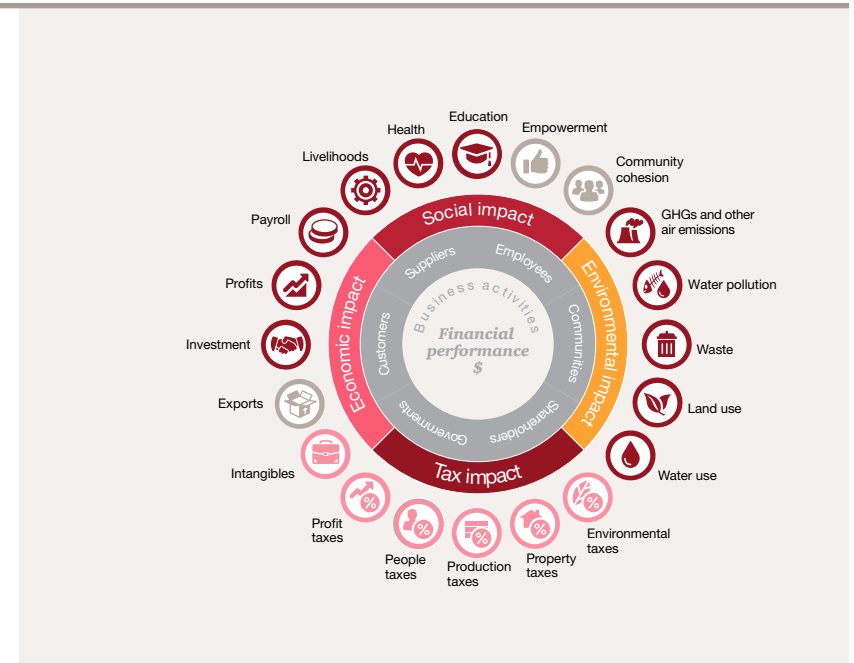 Education
Empowerment
Health
Livelihoods
Community
cohesion
Payroll
GHGs and other
air emissions
Profits
Water pollution
Investment
Waste
Exports
Land use
Intangibles
Water use
Profit
taxes
People
taxes
Production
taxes
Property
taxes
Environmental
taxes
Social impact
Environmental impact
Tax impact
Economic impact
Suppliers
Employees
Communities
Shareholders
Governments
Customers
Business activities
Financial
performance
$
%
%
%
%
%